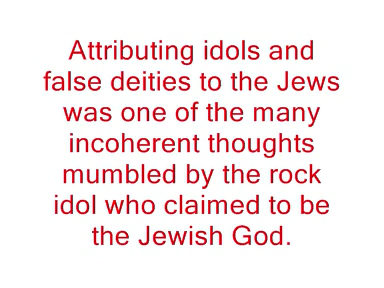 Attributing idols and
false deities to the Jews
was one of the many
incoherent thoughts
mumbled by the rock
idol who claimed to be
the Jewish God.